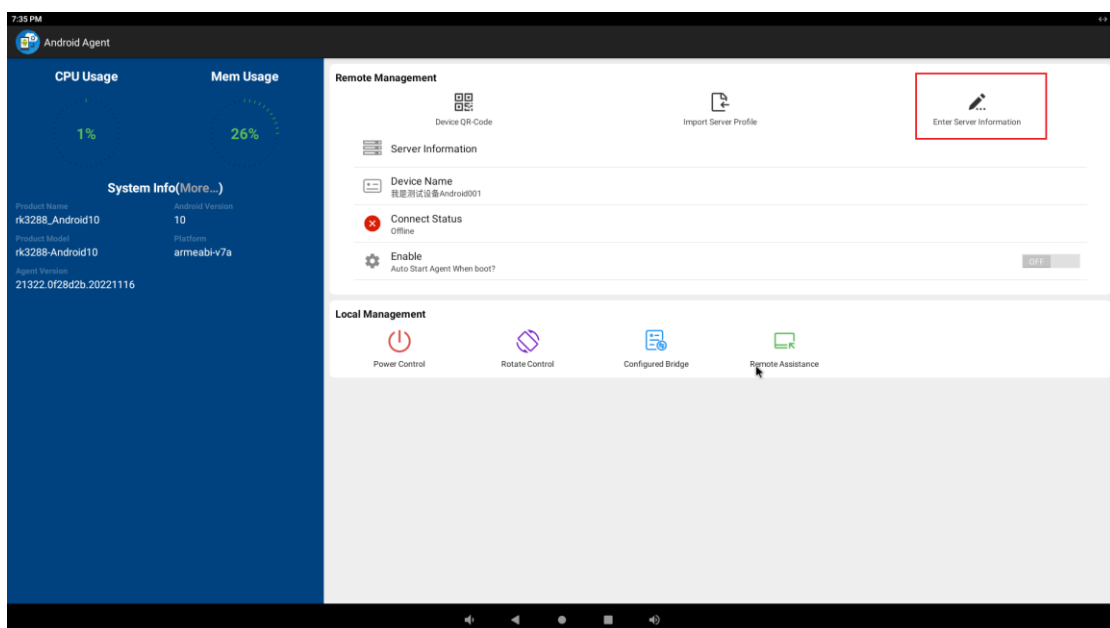 7:35 PM
Android Agent
CPU Usage
Mem Usage
1%
26%
System Info(More...)
Product Name
Android Version
rk3288_Android10
10
Product Model
Platform
rk3288-Android10
armeabi-v7a
Agent Version
21322.0f28d2b.20221116
Remote Management
Device QR-Code
Import Server Profile
Enter Server Information
Server Information
Device Name
我是测试设备Android001
Connect Status
Offline
Enable
Auto Start Agent When boot?
OFF
Local Management
Power Control
Rotate Control
Configured Bridge
Remote Assistance